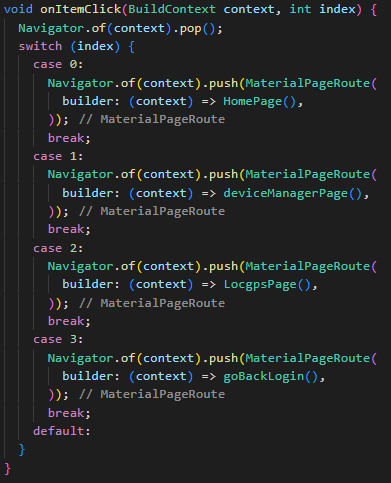 void onItemClick(BuildContext context, int index) {
  Navigator.of(context).pop();
  switch (index) {
    case 0:
      Navigator.of(context).push(MaterialPageRoute(
        builder: (context) => HomePage(),
      )); // MaterialPageRoute
      break;
    case 1:
      Navigator.of(context).push(MaterialPageRoute(
        builder: (context) => deviceManagerPage(),
      )); // MaterialPageRoute
      break;
    case 2:
      Navigator.of(context).push(MaterialPageRoute(
        builder: (context) => LocgpsPage(),
      )); // MaterialPageRoute
      break;
    case 3:
      Navigator.of(context).push(MaterialPageRoute(
        builder: (context) => goBackLogin(),
      )); // MaterialPageRoute
      break;
    default:
  }
}